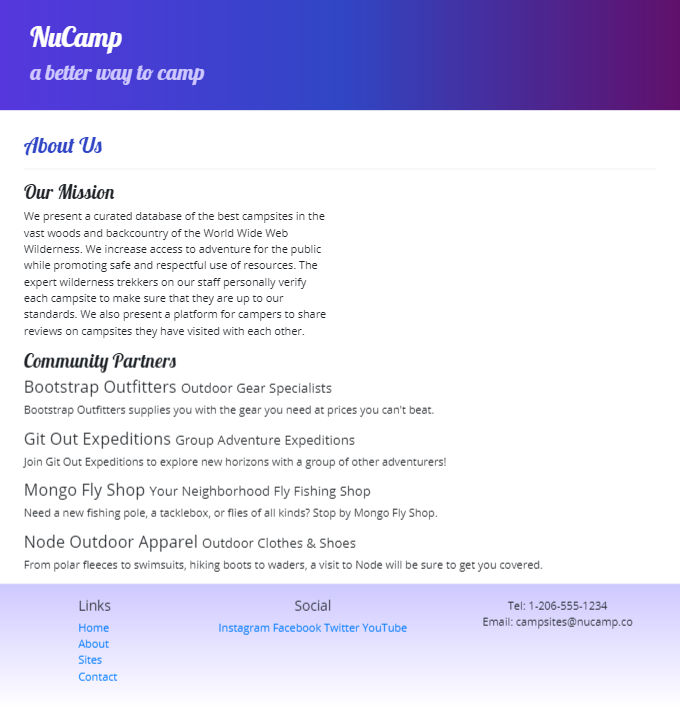 NuCamp
a better way to camp
About Us
Our Mission
We present a curated database of the best campsites in the
vast woods and backcountry of the World Wide Web
Wilderness. We increase access to adventure for the public
while promoting safe and respectful use of resources. The
expert wilderness trekkers on our staff personally verify
each campsite to make sure that they are up to our
standards. We also present a platform for campers to share
reviews on campsites they have visited with each other.
Community Partners
Bootstrap Outfitters Outdoor Gear Specialists
Bootstrap Outfitters supplies you with the gear you need at prices you can't beat.
Git Out Expeditions Group Adventure Expeditions
Join Git Out Expeditions to explore new horizons with a group of other adventurers!
Mongo Fly Shop Your Neighborhood Fly Fishing Shop
Need a new fishing pole, a tacklebox, or flies of all kinds? Stop by Mongo Fly Shop.
Node Outdoor Apparel Outdoor Clothes & Shoes
From polar fleeces to swimsuits, hiking boots to waders, a visit to Node will be sure to get you covered.
Links
Home
About
Sites
Contact
Social
Instagram Facebook Twitter YouTube
Tel: 1-206-555-1234
Email: campsites@nucamp.co